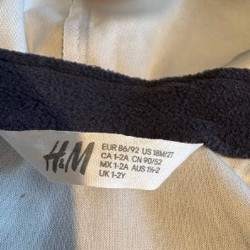 H&M
EUR 86/92 US 18M/2T
CA 1-2A CN 90/52
MX 1-2A AUS 1½-2
UK 1-2Y